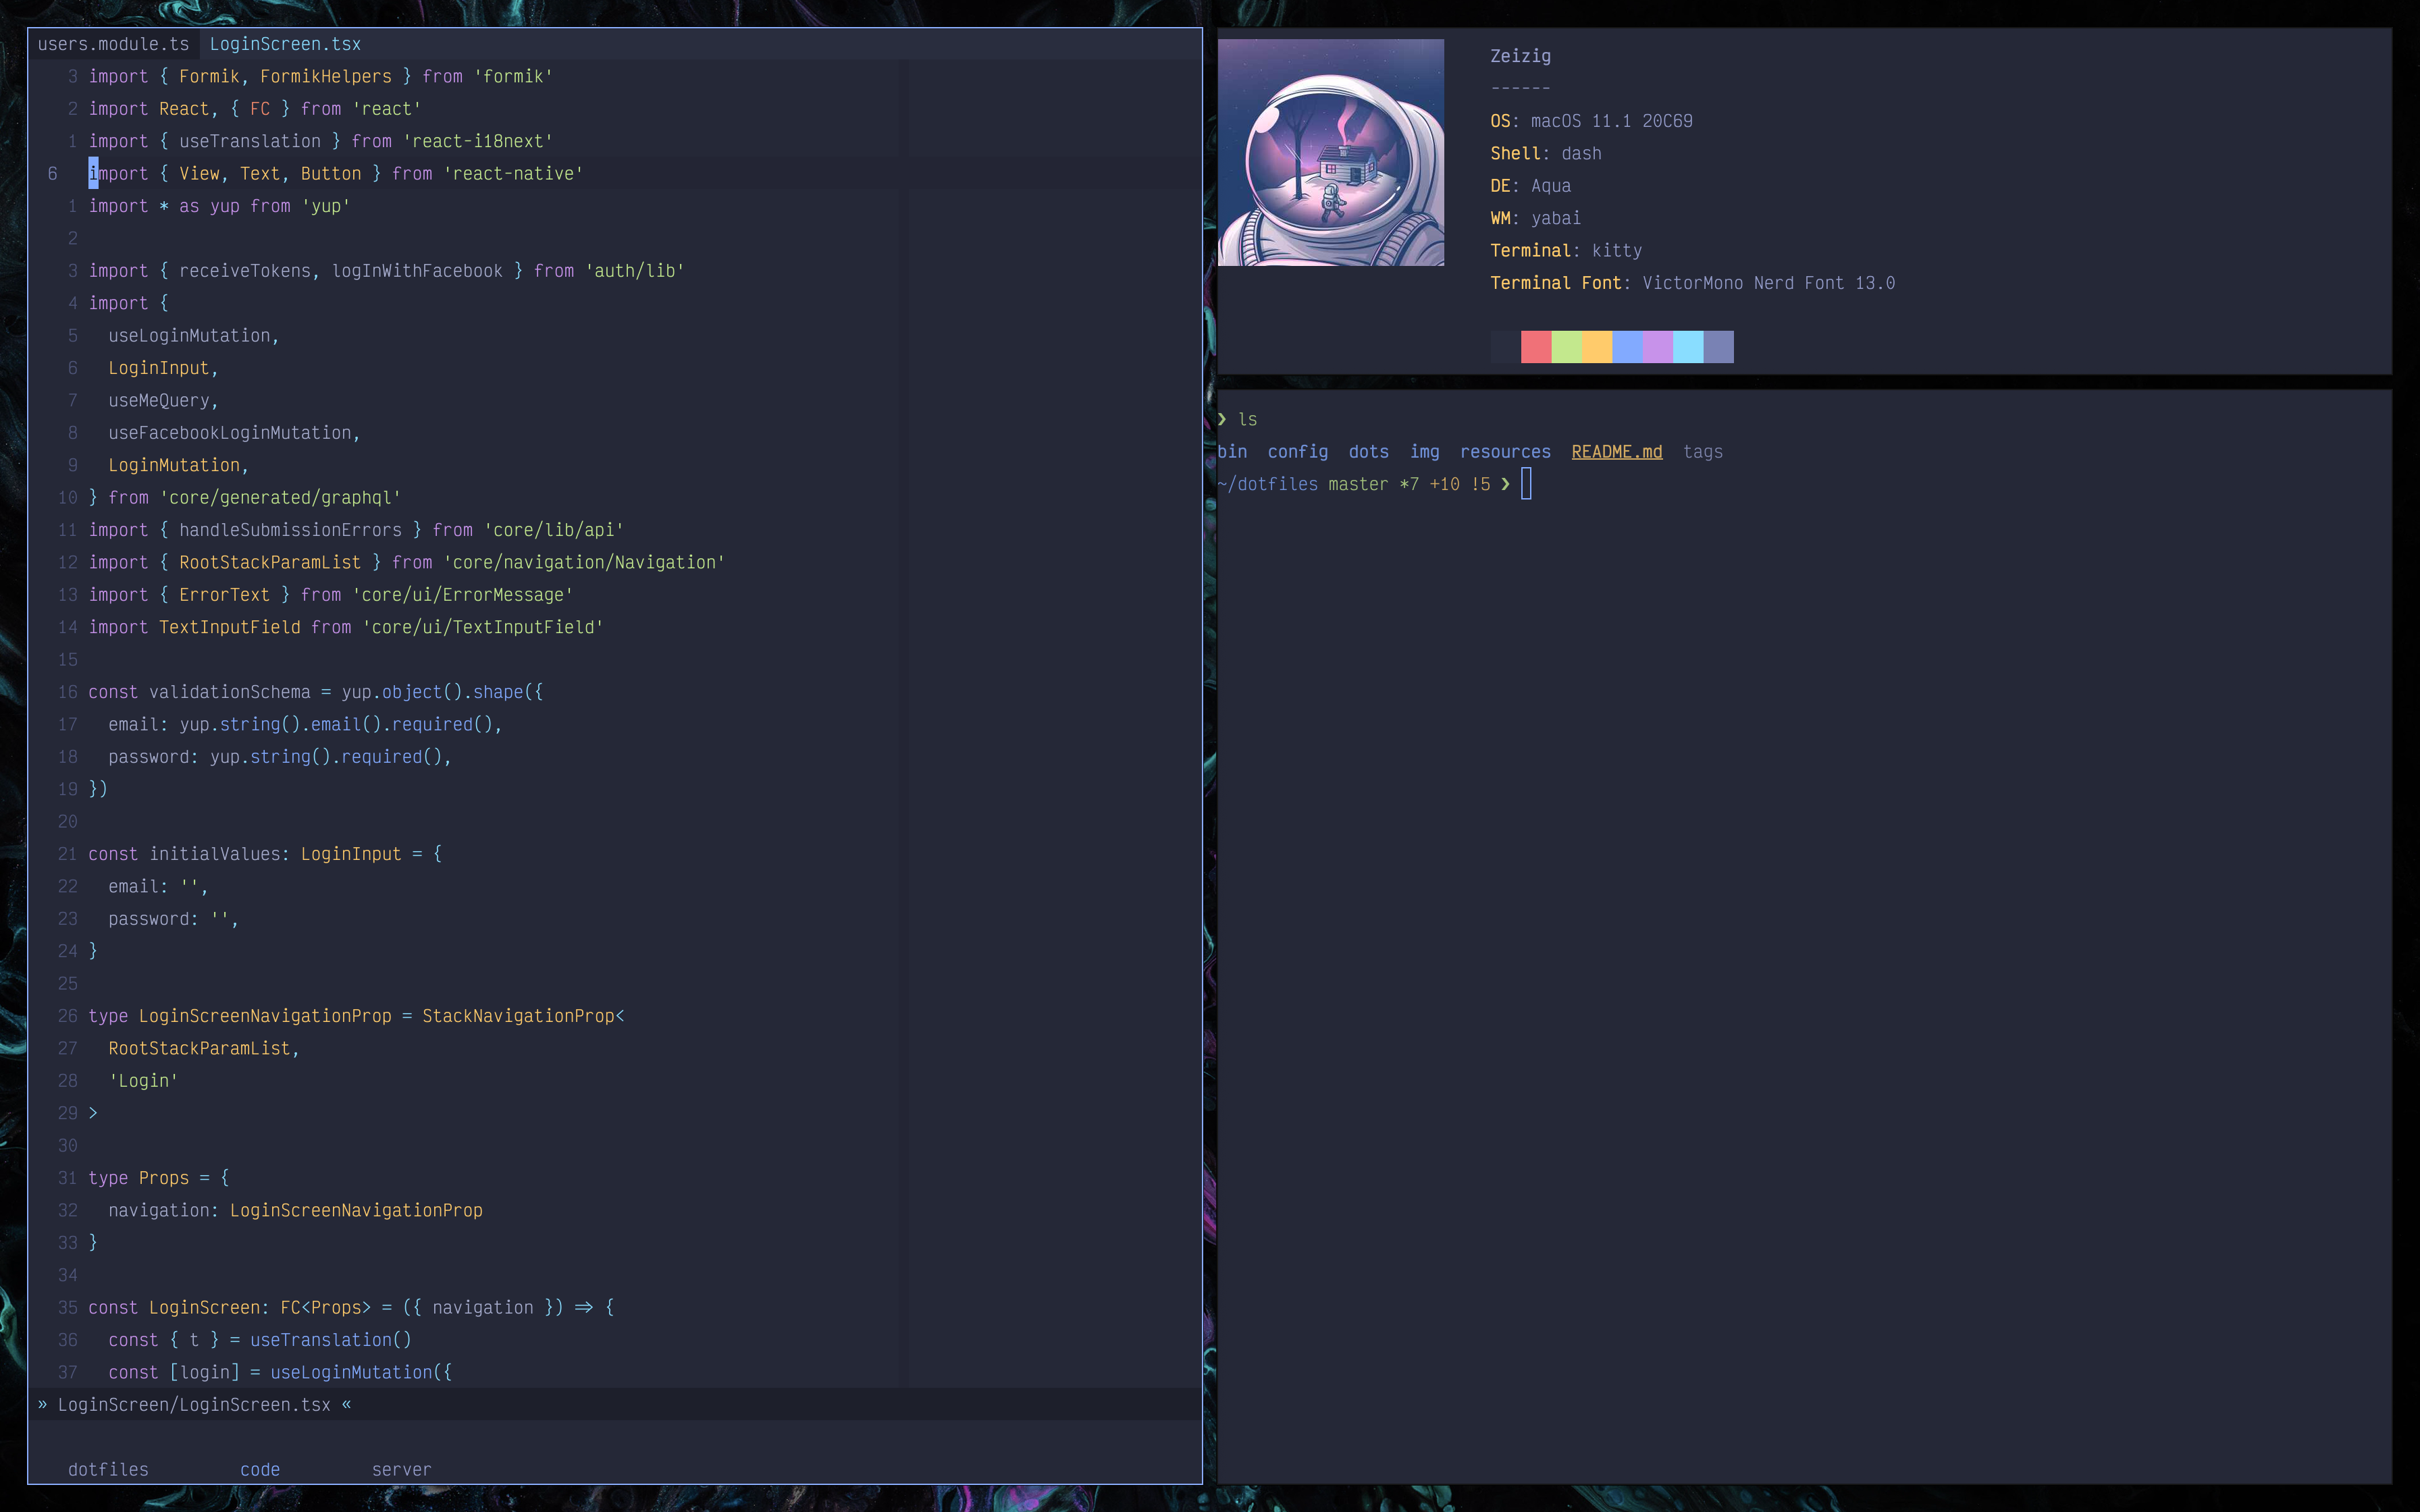 users.module.ts LoginScreen.tsx
3 import { Formik, FormikHelpers } from 'formik'
2 import React, { FC } from 'react'
1 import { useTranslation } from 'react-i18next'
6 import { View, Text, Button } from 'react-native'
1 import * as yup from 'yup'
2
3 import { receiveTokens, logInWithFacebook } from 'auth/lib'
4 import {
5   useLoginMutation,
6   LoginInput,
7   useMeQuery,
8   useFacebookLoginMutation,
9   LoginMutation,
10 } from 'core/generated/graphql'
11 import { handleSubmissionErrors } from 'core/lib/api'
12 import { RootStackParamList } from 'core/navigation/Navigation'
13 import { ErrorText } from 'core/ui/ErrorMessage'
14 import TextInputField from 'core/ui/TextInputField'
15
16 const validationSchema = yup.object().shape({
17   email: yup.string().email().required(),
18   password: yup.string().required(),
19 })
20
21 const initialValues: LoginInput = {
22   email: '',
23   password: '',
24 }
25
26 type LoginScreenNavigationProp = StackNavigationProp<
27   RootStackParamList,
28   'Login'
29 >
30
31 type Props = {
32   navigation: LoginScreenNavigationProp
33 }
34
35 const LoginScreen: FC<Props> = ({ navigation }) => {
36   const { t } = useTranslation()
37   const [login] = useLoginMutation({
» LoginScreen/LoginScreen.tsx «
dotfiles code server
Zeizig
------
OS: macOS 11.1 20C69
Shell: dash
DE: Aqua
WM: yabai
Terminal: kitty
Terminal Font: VictorMono Nerd Font 13.0
❯ ls
bin config dots img resources README.md tags
~/dotfiles master *7 +10 !5 ❯